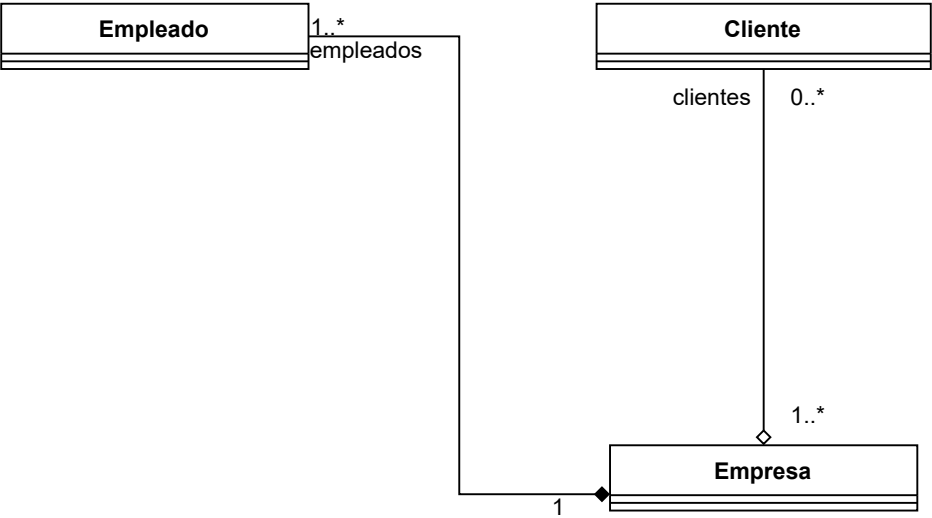 Empleado
1..*
empleados
Cliente
clientes
0..*
1..*
Empresa
1